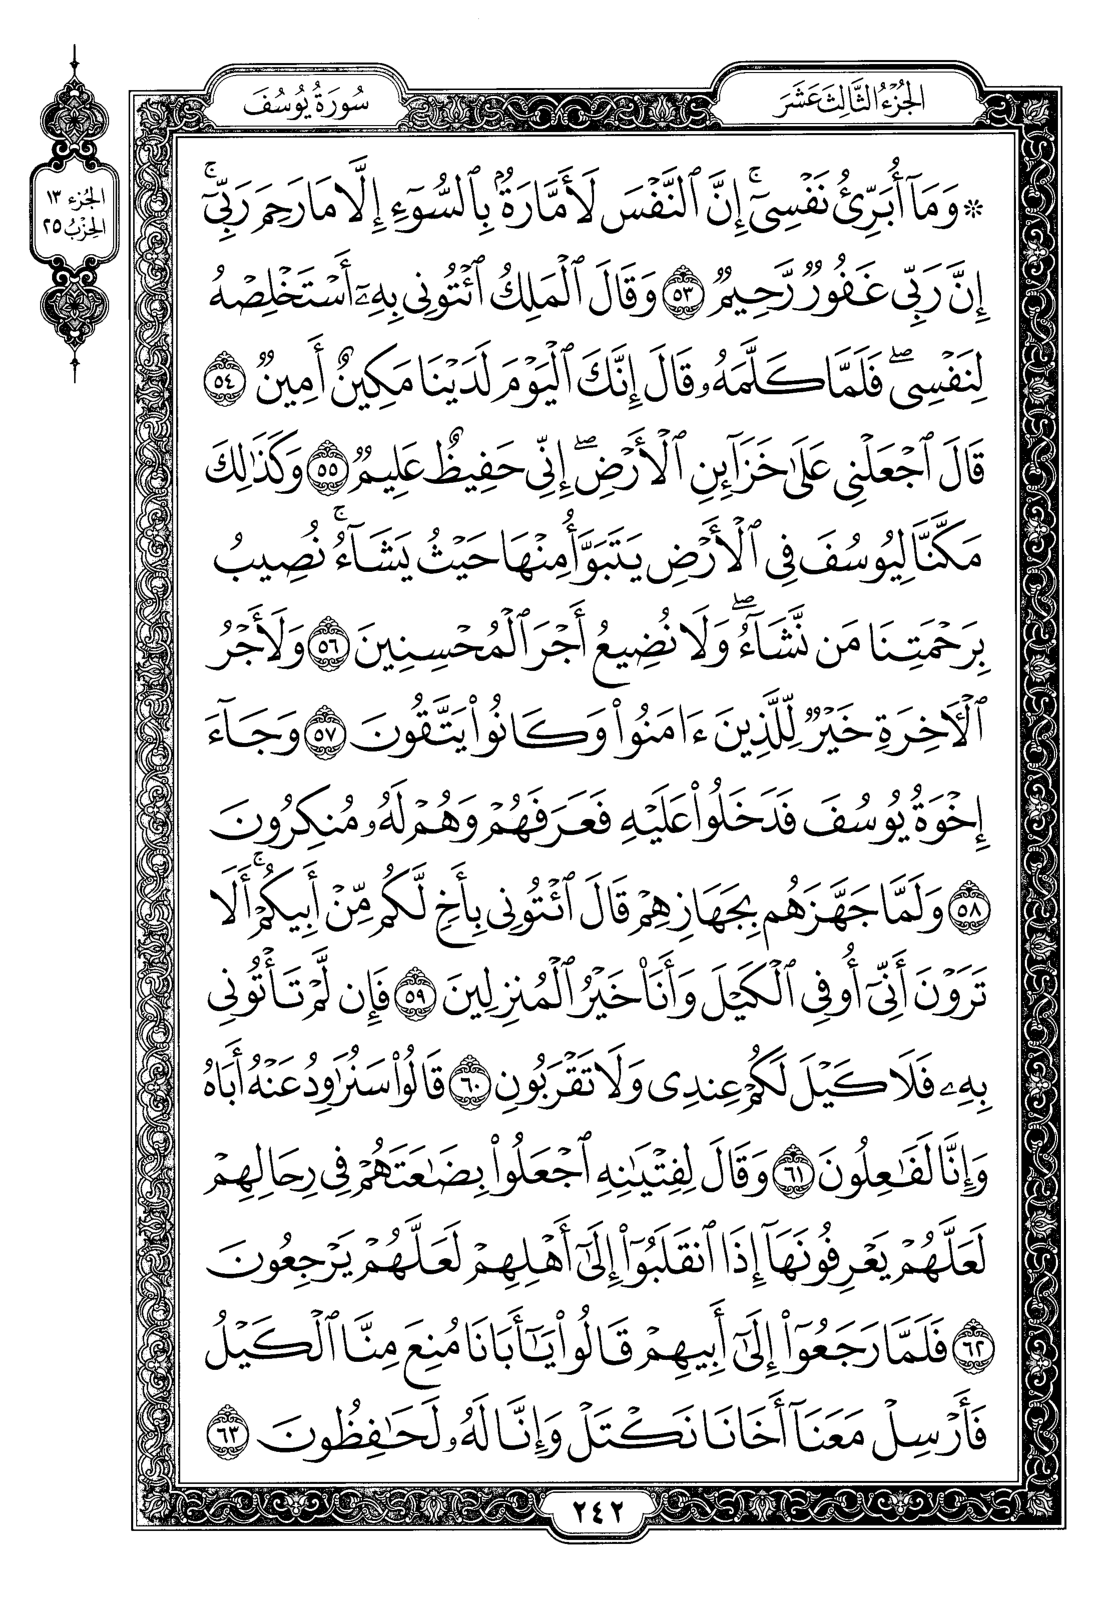 الجُزْءُ الثَّالِثَ عَشَرَ
سُورَةُ يُوسُفَ
الجُزء ١٣
الحِزْبُ ٢٥
* وَمَآ أُبَرِّئُ نَفْسِىٓ ۚ إِنَّ ٱلنَّفْسَ لَأَمَّارَةٌۢ بِٱلسُّوٓءِ إِلَّا مَا رَحِمَ رَبِّىٓ ۚ
إِنَّ رَبِّى غَفُورٌ رَّحِيمٌ ٥٣ وَقَالَ ٱلْمَلِكُ ٱئْتُونِى بِهِۦٓ أَسْتَخْلِصْهُ
لِنَفْسِى ۖ فَلَمَّا كَلَّمَهُۥ قَالَ إِنَّكَ ٱلْيَوْمَ لَدَيْنَا مَكِينٌ أَمِينٌ ٥٤
قَالَ ٱجْعَلْنِى عَلَىٰ خَزَآئِنِ ٱلْأَرْضِ ۖ إِنِّى حَفِيظٌ عَلِيمٌ ٥٥ وَكَذَٰلِكَ
مَكَّنَّا لِيُوسُفَ فِى ٱلْأَرْضِ يَتَبَوَّأُ مِنْهَا حَيْثُ يَشَآءُ ۚ نُصِيبُ
بِرَحْمَتِنَا مَن نَّشَآءُ ۖ وَلَا نُضِيعُ أَجْرَ ٱلْمُحْسِنِينَ ٥٦ وَلَأَجْرُ
ٱلْـَٔاخِرَةِ خَيْرٌ لِّلَّذِينَ ءَامَنُوا۟ وَكَانُوا۟ يَتَّقُونَ ٥٧ وَجَآءَ
إِخْوَةُ يُوسُفَ فَدَخَلُوا۟ عَلَيْهِ فَعَرَفَهُمْ وَهُمْ لَهُۥ مُنكِرُونَ
٥٨ وَلَمَّا جَهَّزَهُم بِجَهَازِهِمْ قَالَ ٱئْتُونِى بِأَخٍ لَّكُم مِّنْ أَبِيكُمْ ۚ أَلَا
تَرَوْنَ أَنِّىٓ أُوفِى ٱلْكَيْلَ وَأَنَا۠ خَيْرُ ٱلْمُنزِلِينَ ٥٩ فَإِن لَّمْ تَأْتُونِى
بِهِۦ فَلَا كَيْلَ لَكُمْ عِندِى وَلَا تَقْرَبُونِ ٦٠ قَالُوا۟ سَنُرَٰوِدُ عَنْهُ أَبَاهُ
وَإِنَّا لَفَـٰعِلُونَ ٦١ وَقَالَ لِفِتْيَـٰنِهِ ٱجْعَلُوا۟ بِضَـٰعَتَهُمْ فِى رِحَالِهِمْ
لَعَلَّهُمْ يَعْرِفُونَهَآ إِذَا ٱنقَلَبُوٓا۟ إِلَىٰٓ أَهْلِهِمْ لَعَلَّهُمْ يَرْجِعُونَ
٦٢ فَلَمَّا رَجَعُوٓا۟ إِلَىٰٓ أَبِيهِمْ قَالُوا۟ يَـٰٓأَبَانَا مُنِعَ مِنَّا ٱلْكَيْلُ
فَأَرْسِلْ مَعَنَآ أَخَانَا نَكْتَلْ وَإِنَّا لَهُۥ لَحَـٰفِظُونَ ٦٣
٢٤٢